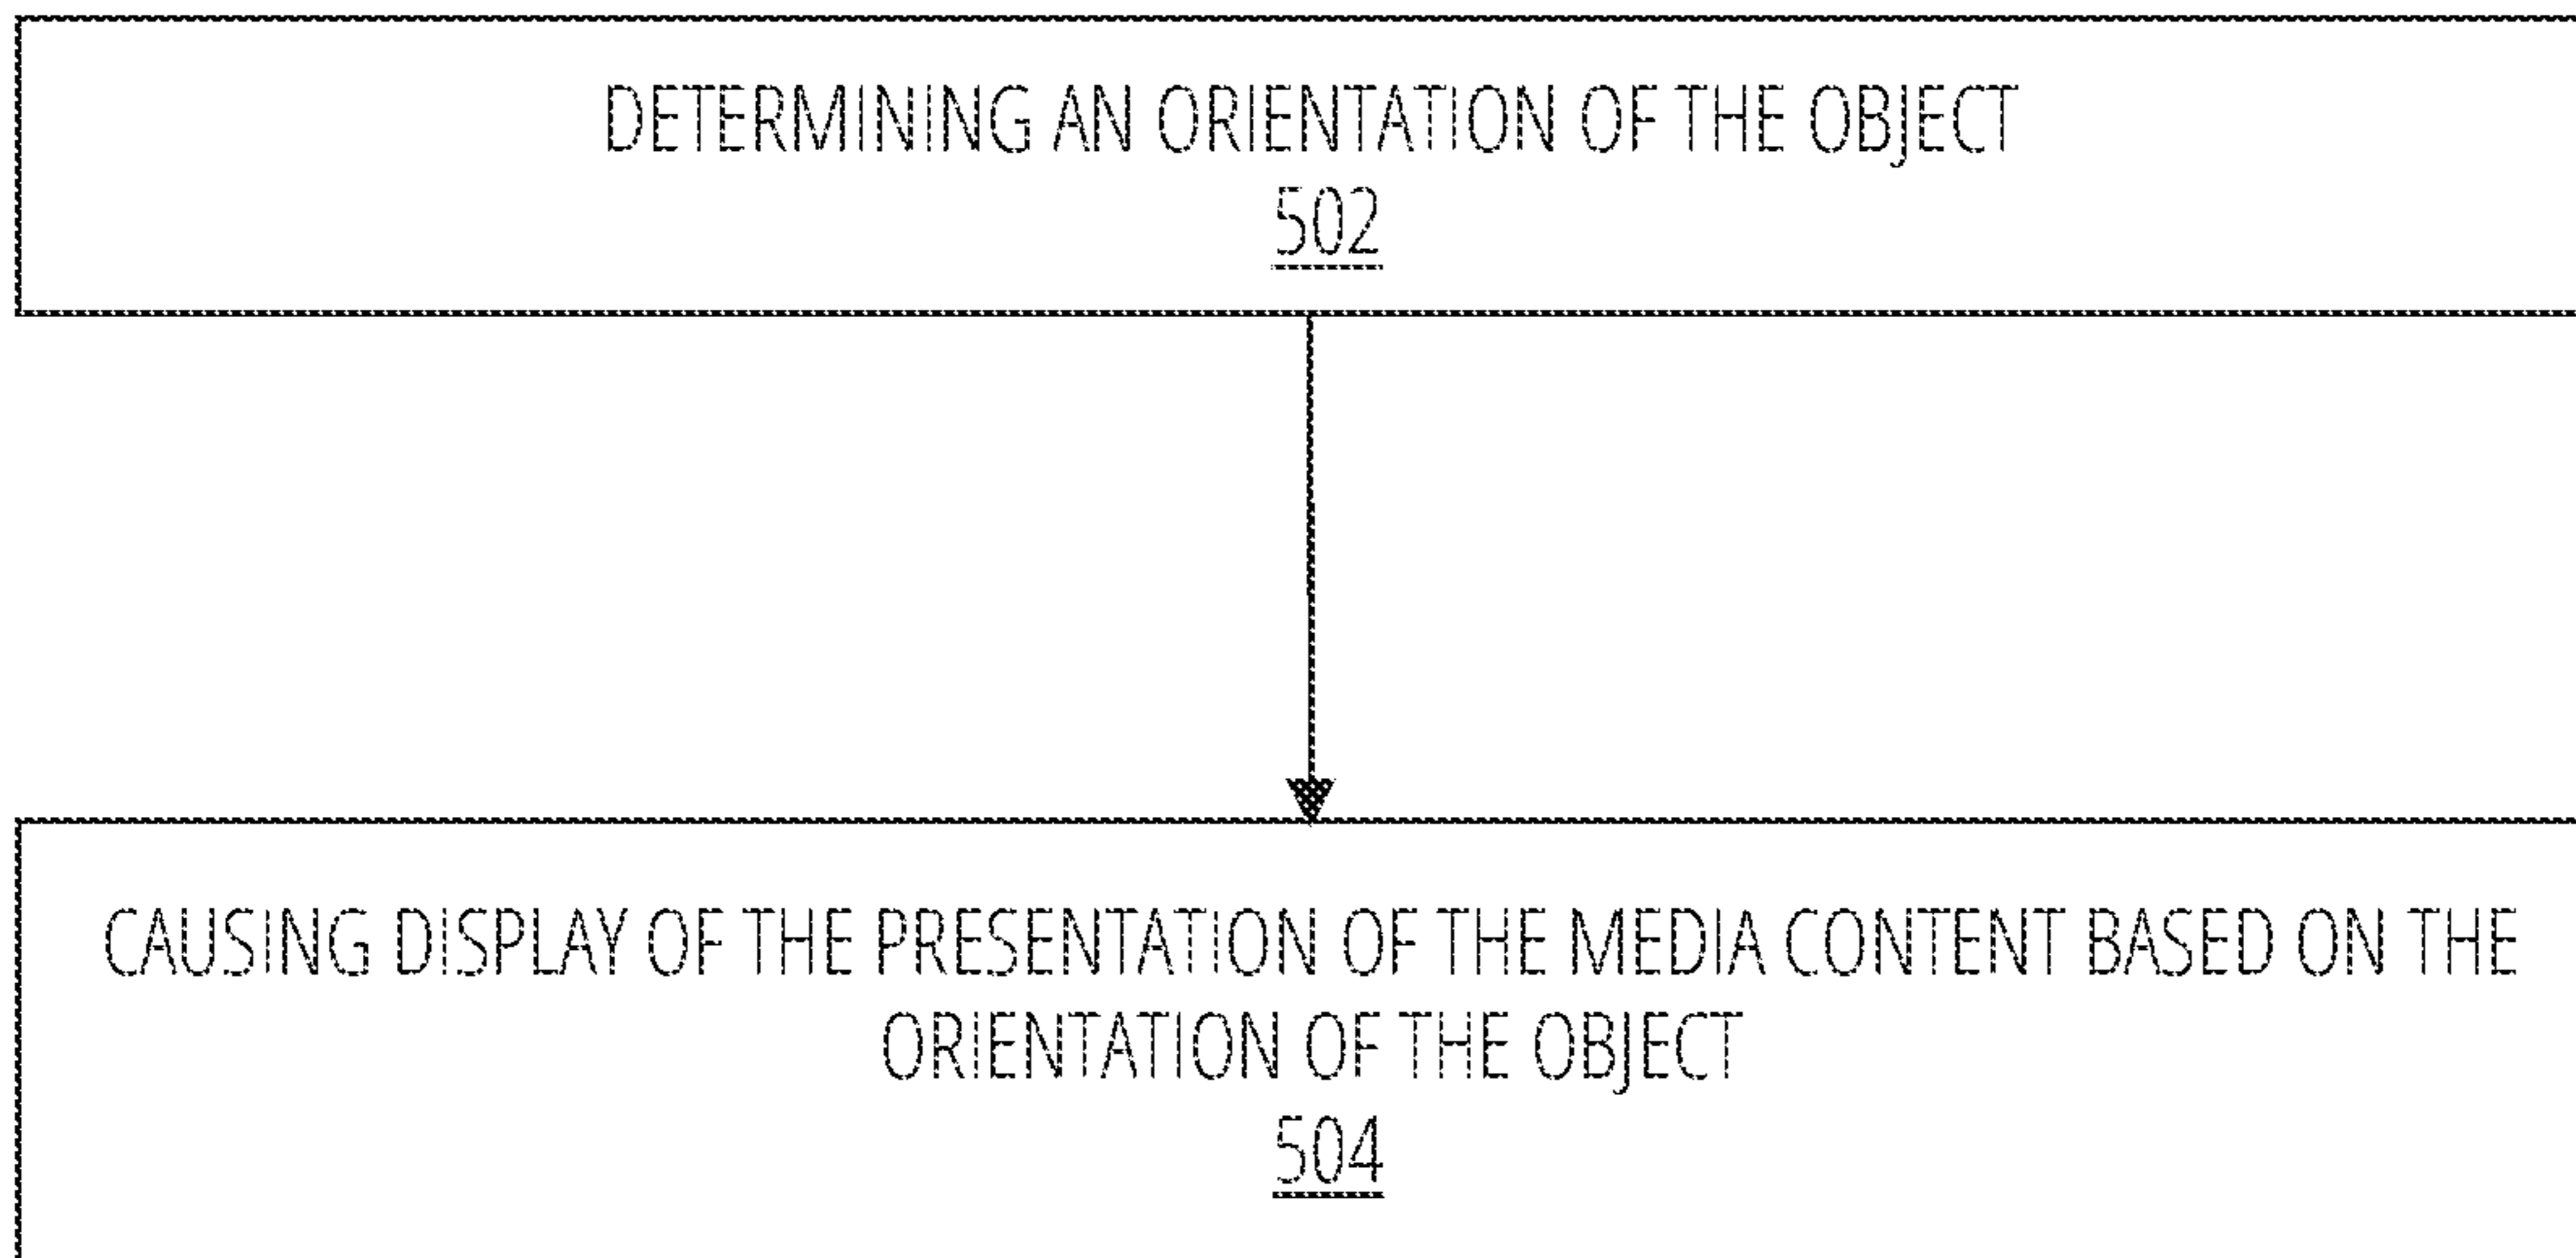 DETERMINING AN ORIENTATION OF THE OBJECT
502
CAUSING DISPLAY OF THE PRESENTATION OF THE MEDIA CONTENT BASED ON THE
ORIENTATION OF THE OBJECT
504